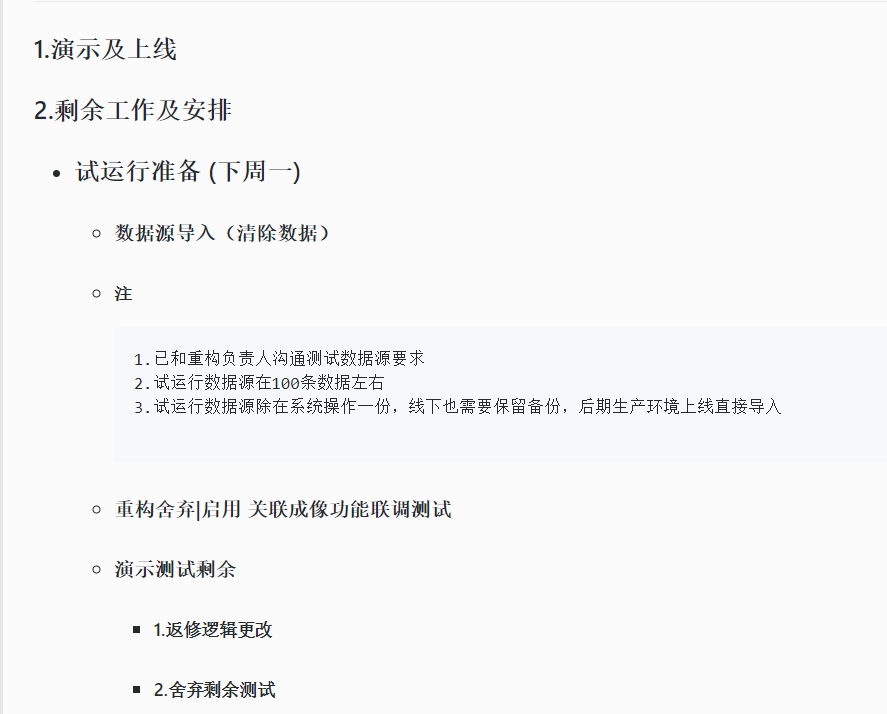 1.演示及上线
2.剩余工作及安排
试运行准备 (下周一)
数据源导入（清除数据）
注
1.已和重构负责人沟通测试数据源要求
2.试运行数据源在100条数据左右
3.试运行数据源除在系统操作一份，线下也需要保留备份，后期生产环境上线直接导入
重构舍弃|启用 关联成像功能联调测试
演示测试剩余
1.返修逻辑更改
2.舍弃剩余测试